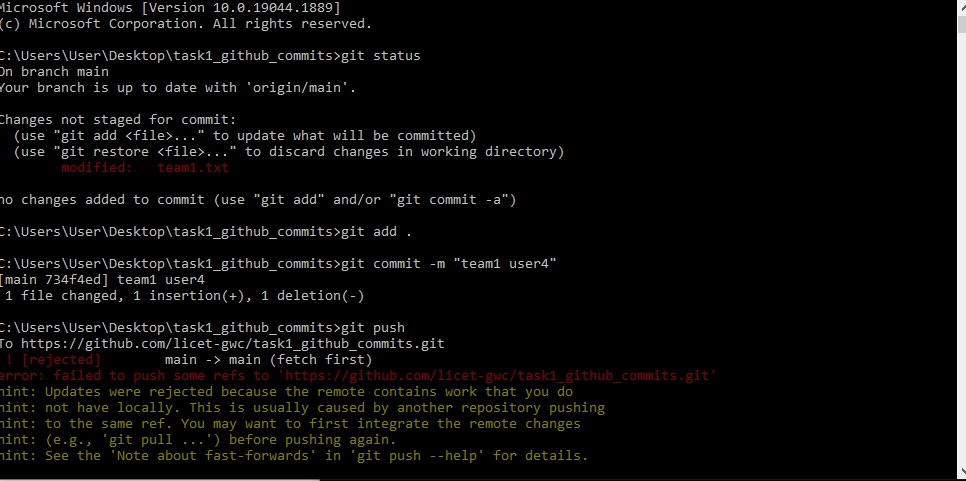 Microsoft Windows [Version 10.0.19044.1889]
(c) Microsoft Corporation. All rights reserved.
C:\Users\User\Desktop\task1_github_commits>git status
On branch main
Your branch is up to date with 'origin/main'.
Changes not staged for commit:
(use "git add <file>..." to update what will be committed)
(use "git restore <file>..." to discard changes in working directory)
modified: team1.txt
no changes added to commit (use "git add" and/or "git commit -a")
C:\Users\User\Desktop\task1_github_commits>git add .
C:\Users\User\Desktop\task1_github_commits>git commit -m "team1 user4"
[main 734f4ed] team1 user4
1 file changed, 1 insertion(+), 1 deletion(-)
C:\Users\User\Desktop\task1_github_commits>git push
To https://github.com/licet-gwc/task1_github_commits.git
! [rejected] main -> main (fetch first)
error: failed to push some refs to 'https://github.com/licet-gwc/task1_github_commits.git'
hint: Updates were rejected because the remote contains work that you do
hint: not have locally. This is usually caused by another repository pushing
hint: to the same ref. You may want to first integrate the remote changes
hint: (e.g., 'git pull ...') before pushing again.
hint: See the 'Note about fast-forwards' in 'git push --help' for details.